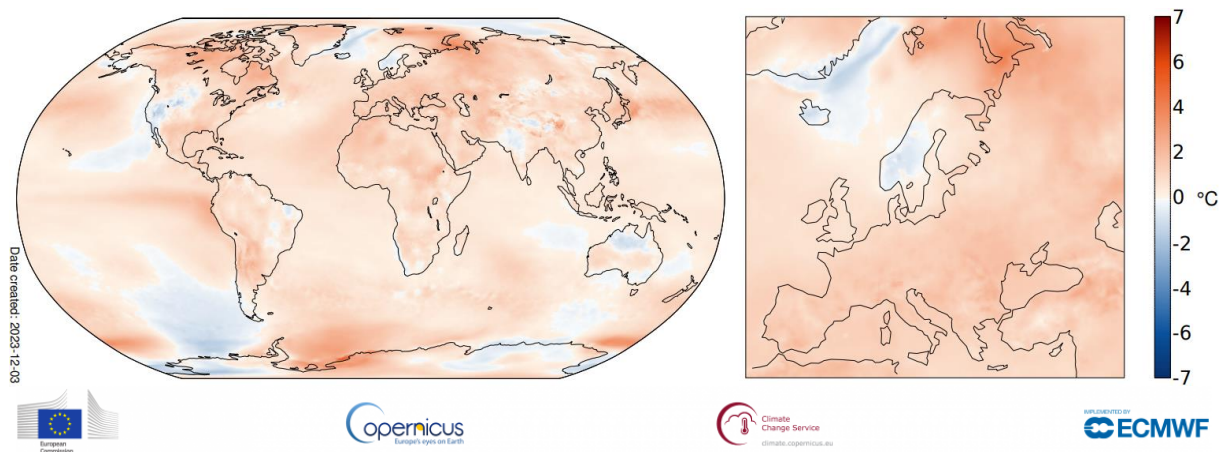 7
6
4
2
0 °C
-2
-4
-6
-7
Date created: 2023-12-03
European
Commission
opernicus
Europe's eyes on Earth
Climate
Change Service
climate.copernicus.eu
IMPLEMENTED BY
ECMWF